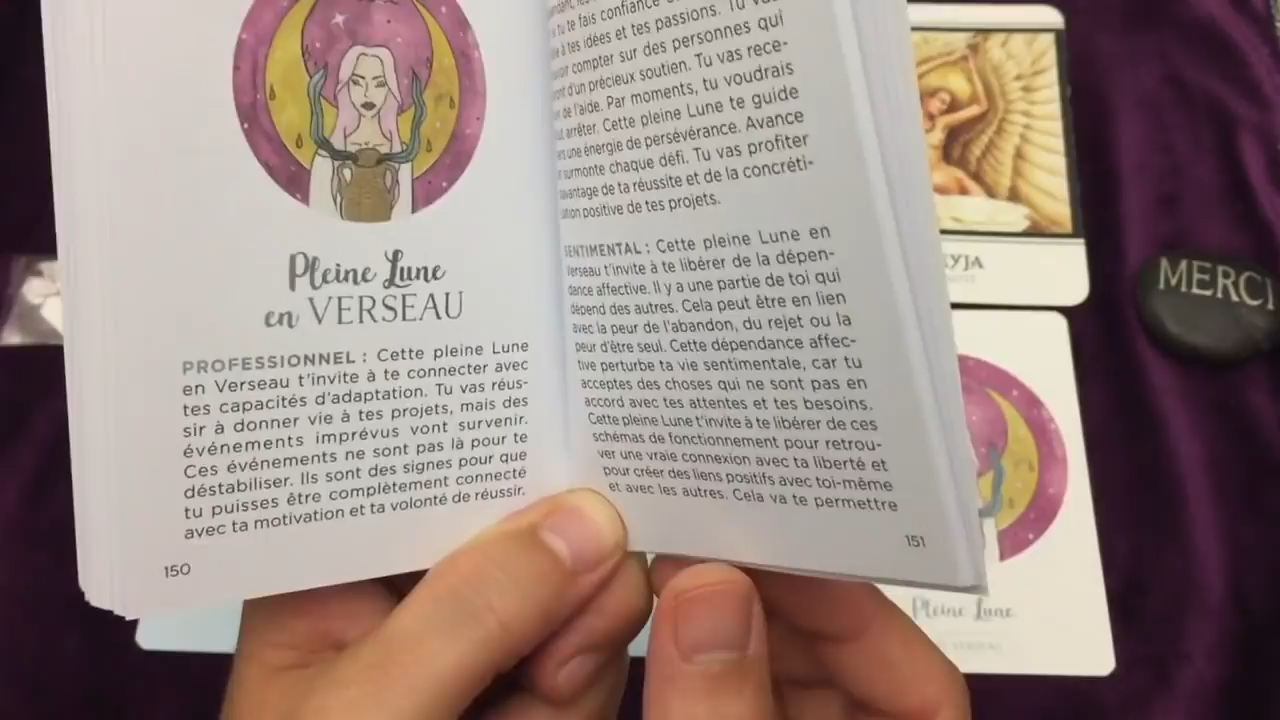 Pleine Lune
en VERSEAU
PROFESSIONNEL : Cette pleine Lune
en Verseau t'invite à te connecter avec
tes capacités d'adaptation. Tu vas réus-
sir à donner vie à tes projets, mais des
événements imprévus vont survenir.
Ces événements ne sont pas là pour te
déstabiliser. Ils sont des signes pour que
tu puisses être complètement connecté
avec ta motivation et ta volonté de réussir.
150
tu te fais confiance
à tes idées et tes passions. Tu
compter sur des personnes qui
d'un précieux soutien. Tu vas rece-
de l'aide. Par moments, tu voudrais
arrêter. Cette pleine Lune te guide
une énergie de persévérance. Avance
surmonte chaque défi. Tu vas profiter
davantage de ta réussite et de la concréti-
positive de tes projets.
SENTIMENTAL : Cette pleine Lune en
Verseau t'invite à te libérer de la dépen-
dance affective. Il y a une partie de toi qui
dépend des autres. Cela peut être en lien
avec la peur de l'abandon, du rejet ou la
peur d'être seul. Cette dépendance affec-
tive perturbe ta vie sentimentale, car tu
acceptes des choses qui ne sont pas en
accord avec tes attentes et tes besoins.
Cette pleine Lune t'invite à te libérer de ces
schémas de fonctionnement pour retrou-
ver une vraie connexion avec ta liberté et
pour créer des liens positifs avec toi-même
et avec les autres. Cela va te permettre
151
YJA
MERCI
Pleine Lune